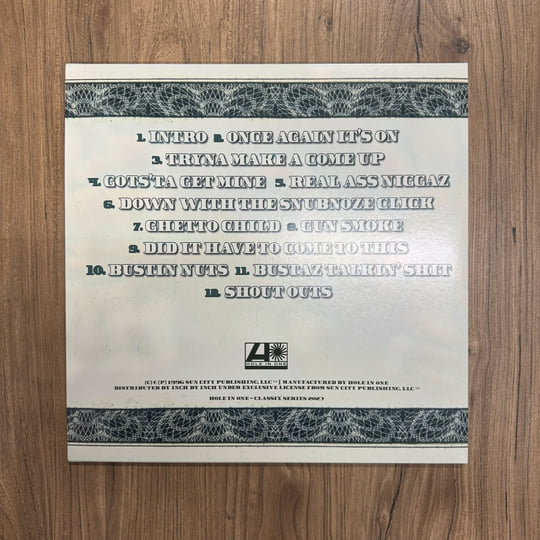 1. INTRO 2. ONCE AGAIN IT'S ON
3. TRYNA MAKE A COME UP
4. GOTS'TA GET MINE 5. REAL ASS NIGGAZ
6. DOWN WITH THE SNUBNOZE CLICK
7. GHETTO CHILD 8. GUN SMOKE
9. DID IT HAVE TO COME TO THIS
10. BUSTIN NUTS 11. BUSTAZ TALKIN' SHIT
12. SHOUT OUTS
HOLE IN ONE
(C) & (P) 1996 SUN CITY PUBLISHING, LLC ™ | MANUFACTURED BY HOLE IN ONE
DISTRIBUTED BY INCH BY INCH UNDER EXCLUSIVE LICENSE FROM SUN CITY PUBLISHING, LLC ™
HOLE IN ONE - CLASSIX SERIES 2023